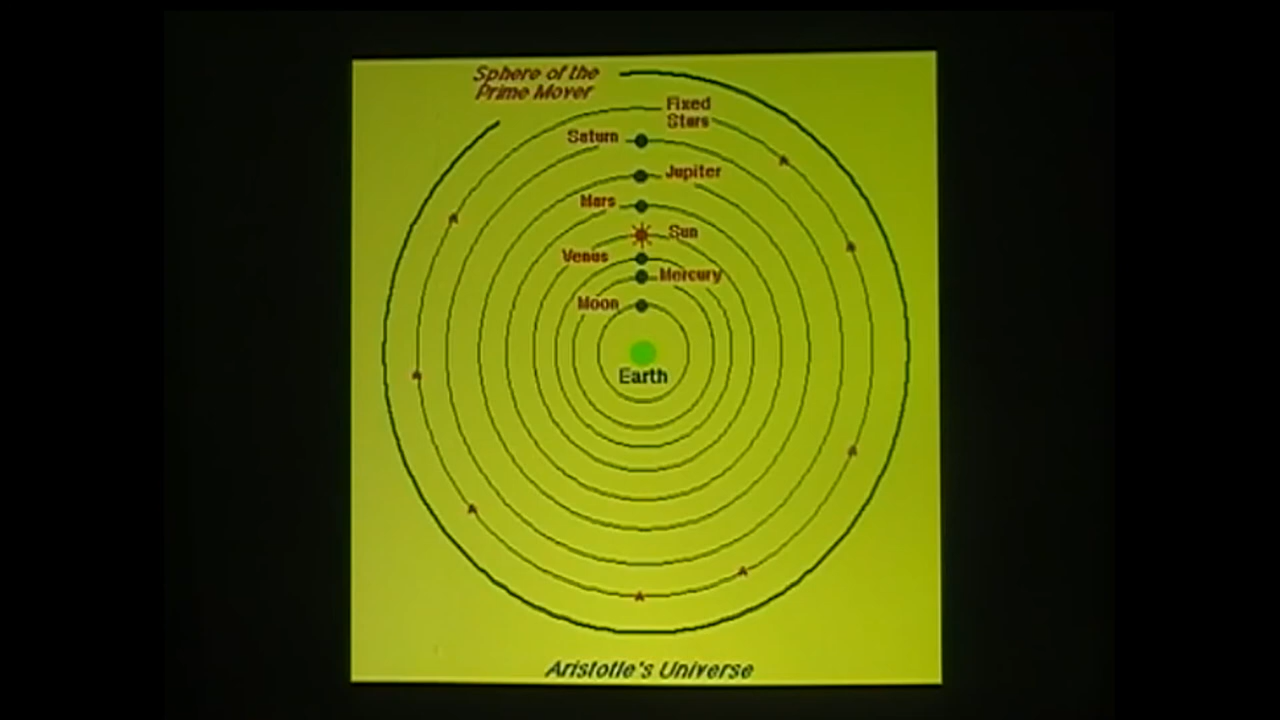 Sphere of the
Prime Mover
Fixed
Stars
Saturn
Jupiter
Mars
Sun
Venus
Mercury
Moon
Earth
Aristotle's Universe